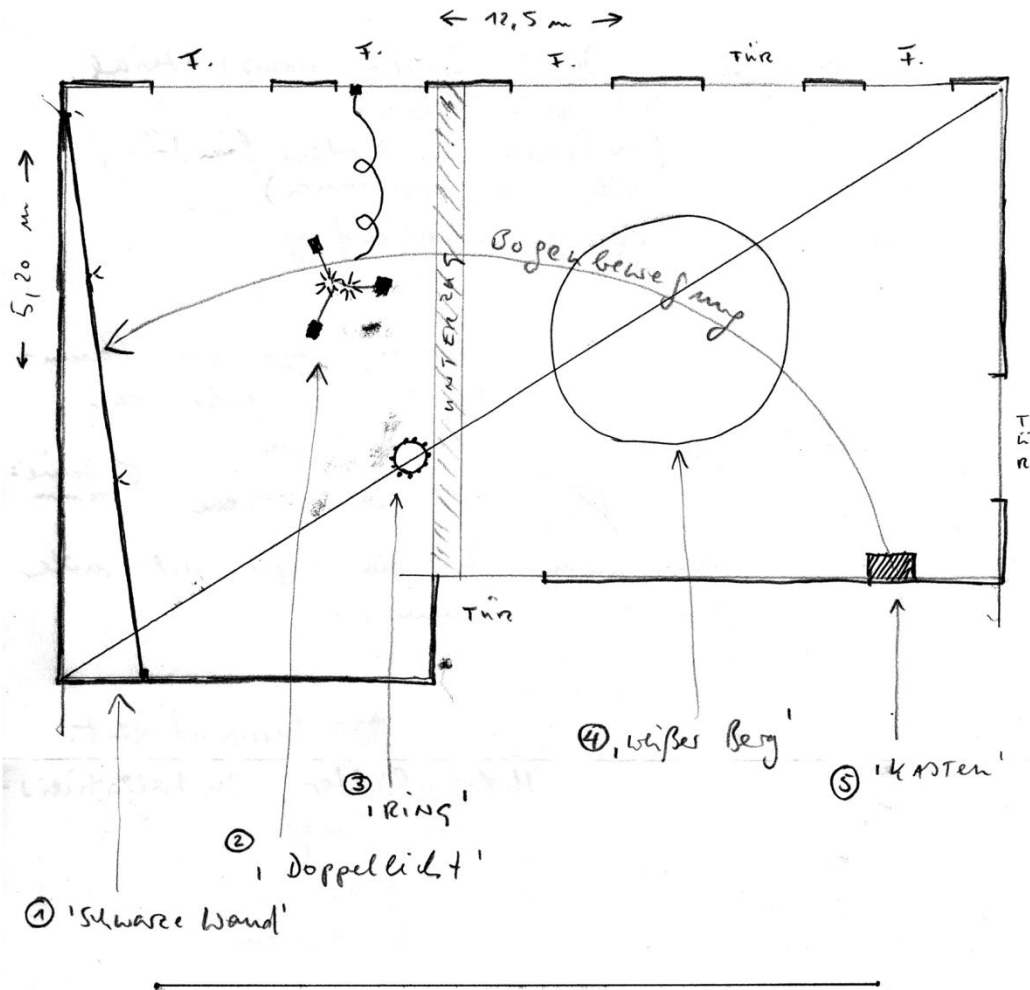 ← 12,5 m →
F.
F.
F.
TÜR
F.
← 5,20 m →
Bogenbewegung
UNTERZUG
TÜR
TÜR
④ ‚weißer Berg'
⑤ 'KASTEN'
③ ‚RING'
② ‚Doppellicht'
① 'Schwarze Wand'